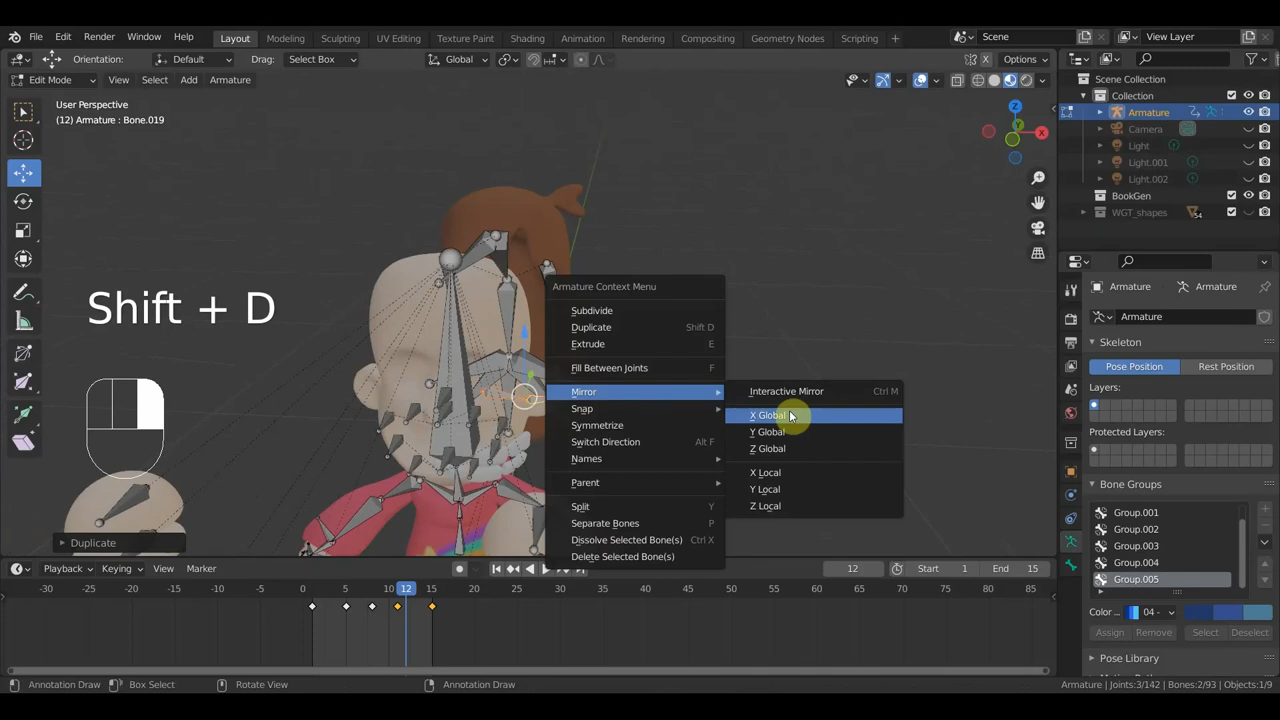 File Edit Render Window Help Layout Modeling Sculpting UV Editing Texture Paint Shading Animation Rendering Compositing Geometry Nodes Scripting + Scene View Layer
Orientation: Default Drag: Select Box Global X Options
Edit Mode View Select Add Armature
User Perspective
(12) Armature : Bone.019
X
Y
Z
Scene Collection
Collection
Armature
Camera
Light
Light.001
Light.002
BookGen
WGT_shapes 54
Shift + D
Armature Context Menu
Subdivide
Duplicate Shift D
Extrude E
Fill Between Joints F
Mirror
Snap
Symmetrize
Switch Direction Alt F
Names
Parent
Split Y
Separate Bones P
Dissolve Selected Bone(s) Ctrl X
Delete Selected Bone(s)
Interactive Mirror Ctrl M
X Global
Y Global
Z Global
X Local
Y Local
Z Local
Duplicate
Armature Armature
Armature
Skeleton
Pose Position Rest Position
Layers:
Protected Layers:
Bone Groups
Group.001
Group.002
Group.003
Group.004
Group.005
Color ... 04 -
Assign Remove Select Deselect
Pose Library
Playback Keying View Marker 12 Start 1 End 15
-30 -25 -20 -15 -10 -5 1 5 10 12 15 20 25 30 35 40 45 50 55 60 65 70 75 80 85
Annotation Draw Box Select Rotate View Annotation Draw Armature | Joints:3/142 | Bones:2/93 | Objects:1/9